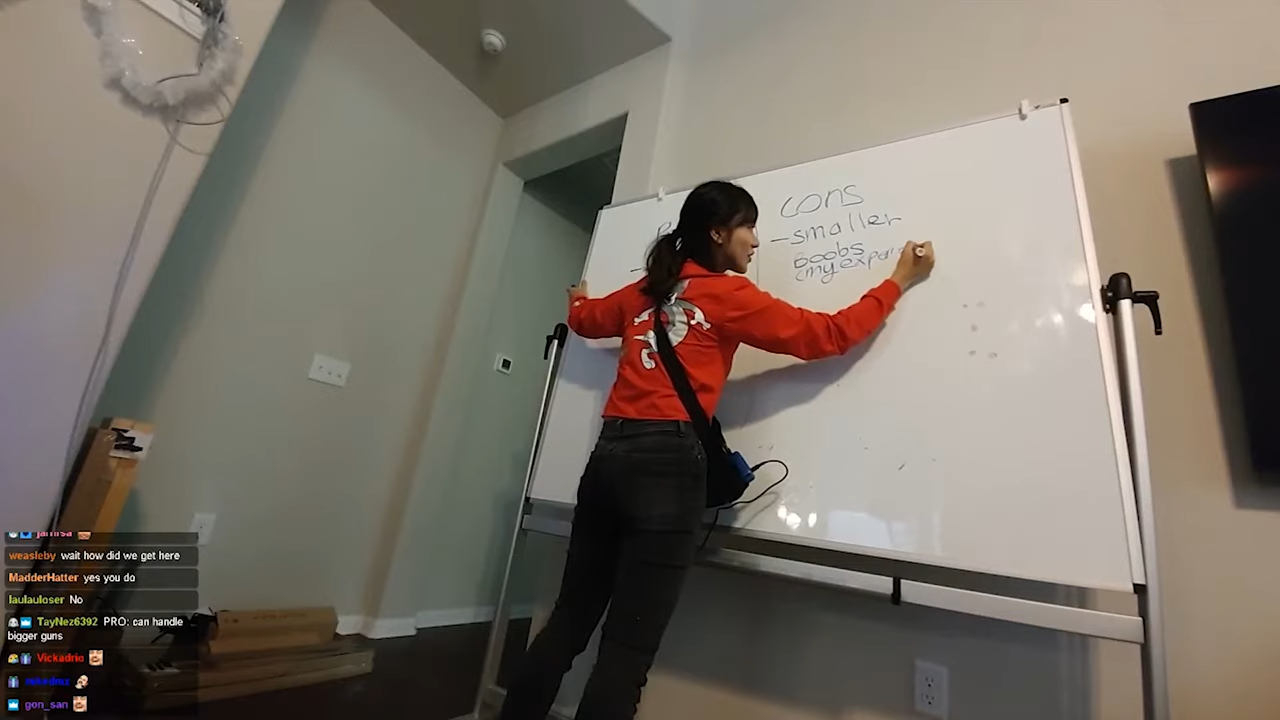 cons
-smaller
boobs
(my
weasleby wait how did we get here
MadderHatter yes you do
laulauloser No
TayNez6392 PRO: can handle
bigger guns
Vickadrio
gon_san